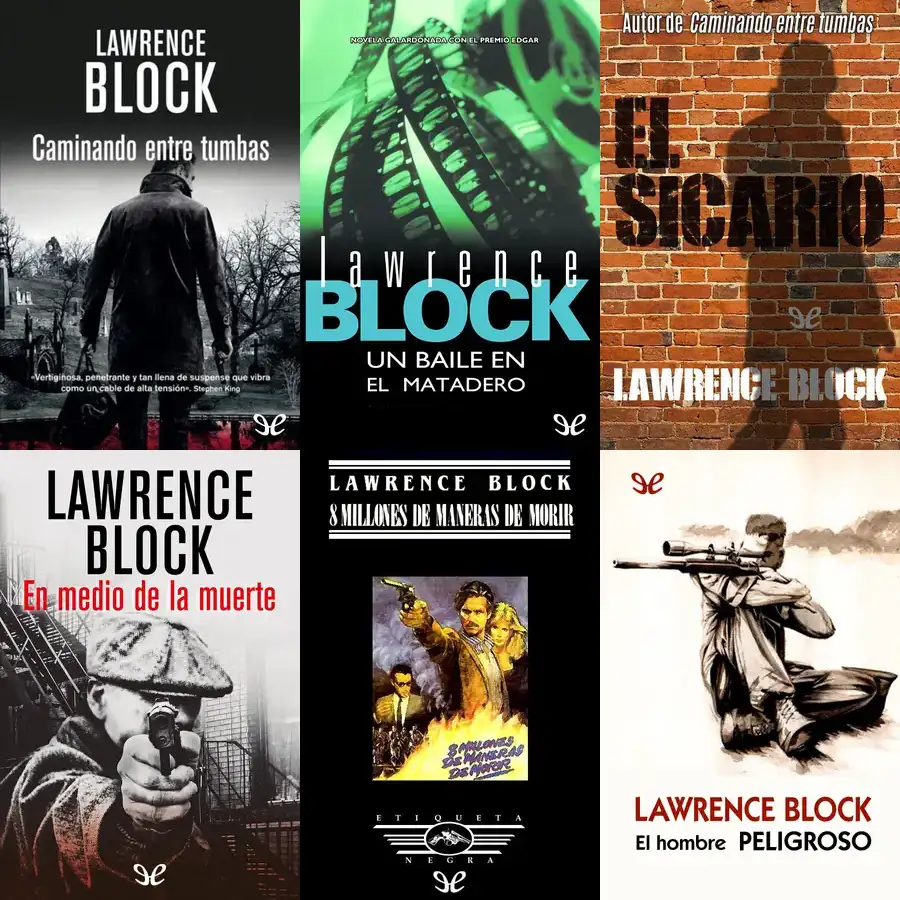 LAWRENCE
BLOCK
Caminando entre tumbas
«Vertiginosa, penetrante y tan llena de suspense que vibra
como un cable de alta tensión». Stephen King
NOVELA GALARDONADA CON EL PREMIO EDGAR
lawrence
BLOCK
UN BAILE EN
EL MATADERO
Autor de Caminando entre tumbas
EL
SICARIO
LAWRENCE BLOCK
LAWRENCE
BLOCK
En medio de la muerte
LAWRENCE BLOCK
8 MILLONES DE MANERAS DE MORIR
8 MILLONES
DE MANERAS
DE MORIR
ETIQUETA
NEGRA
LAWRENCE BLOCK
El hombre PELIGROSO